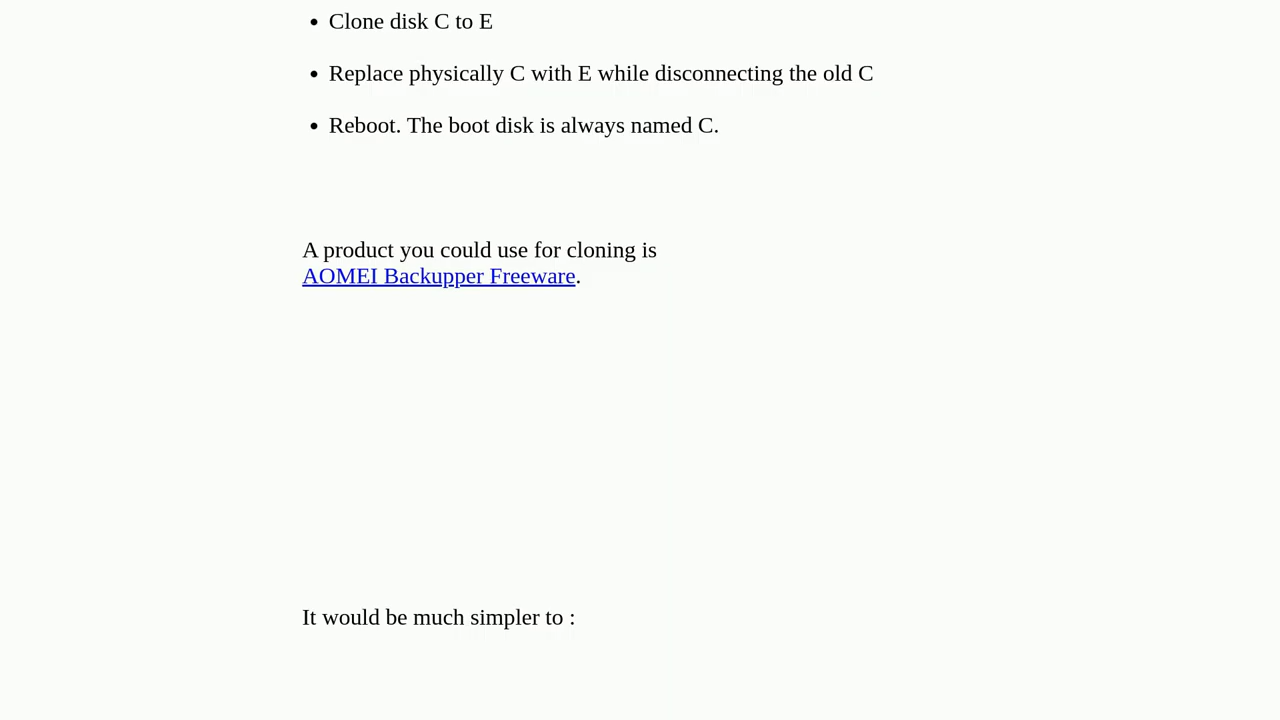 • Clone disk C to E
• Replace physically C with E while disconnecting the old C
• Reboot. The boot disk is always named C.
A product you could use for cloning is
AOMEI Backupper Freeware.
It would be much simpler to :